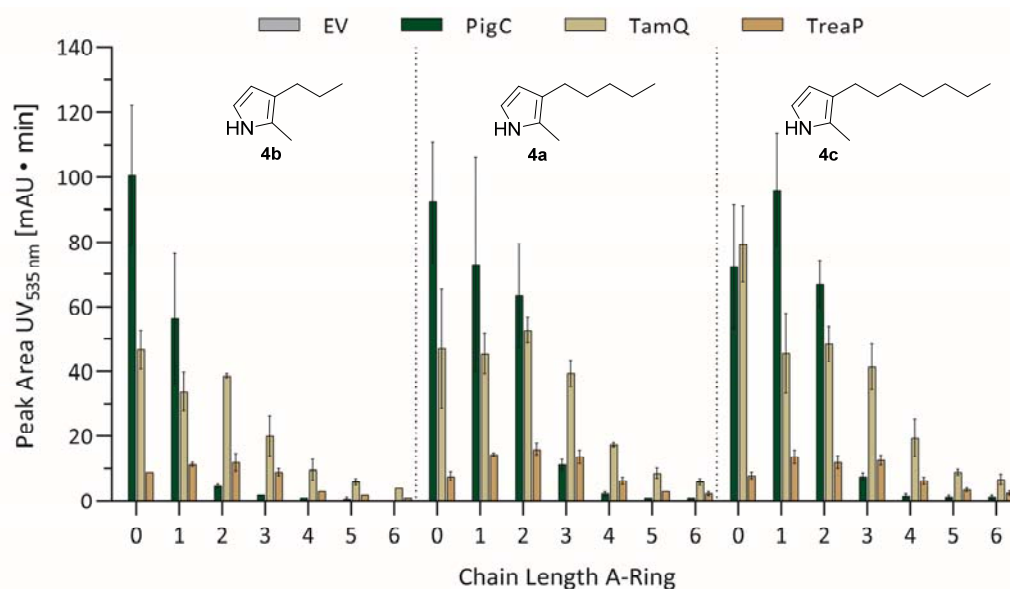 EV PigC TamQ TreaP
140
120
100
80
60
40
20
0
Peak Area UV535 nm [mAU • min]
HN
4b
HN
4a
HN
4c
0 1 2 3 4 5 6 0 1 2 3 4 5 6 0 1 2 3 4 5 6
Chain Length A-Ring